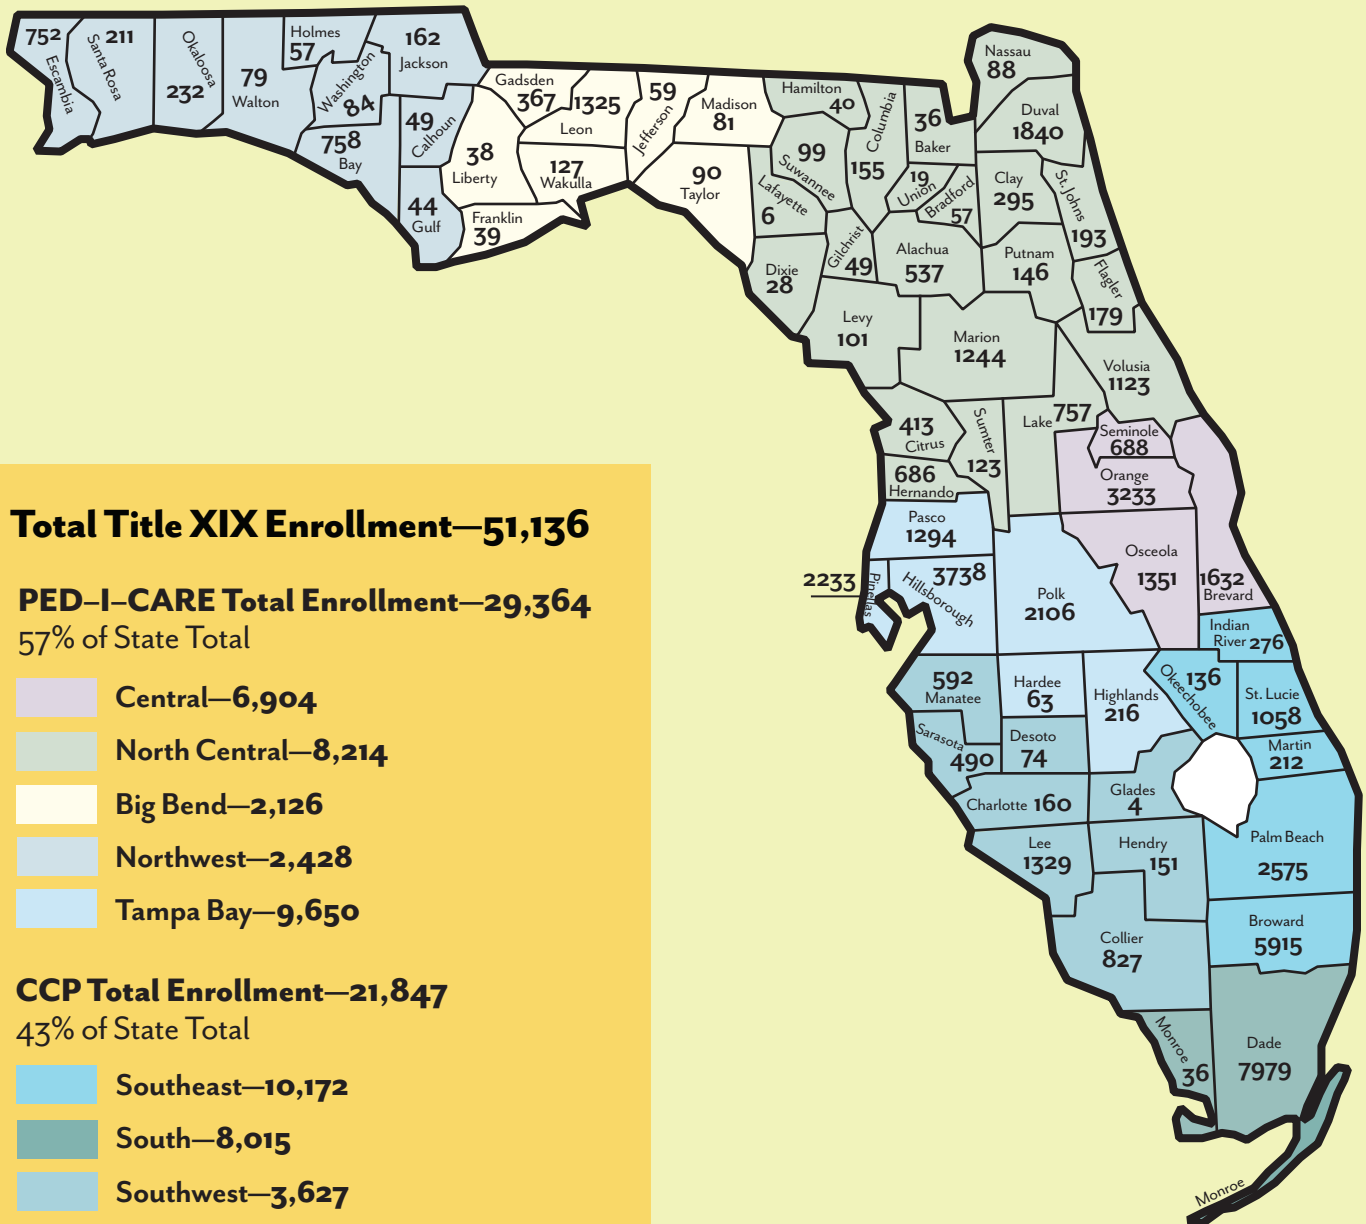 752
Escambia
Santa Rosa
211
Okaloosa
232
79
Walton
Holmes
57
Washington
84
162
Jackson
758
Bay
49
Calhoun
44
Gulf
Gadsden
367
1325
Leon
38
Liberty
127
Wakulla
Franklin
39
59
Jefferson
Madison
81
90
Taylor
Hamilton
40
99
Suwannee
Lafayette
6
Columbia
155
36
Baker
Nassau
88
Duval
1840
19
Union
Bradford
57
Clay
295
St. Johns
193
Dixie
28
Gilchrist
49
Alachua
537
Putnam
146
Flagler
179
Levy
101
Marion
1244
Volusia
1123
413
Citrus
Sumter
123
Lake 757
Seminole
688
686
Hernando
Orange
3233
Pasco
1294
Osceola
1351
1632
Brevard
2233
Pinellas
3738
Hillsborough
Polk
2106
Indian
River 276
592
Manatee
Hardee
63
Highlands
216
136
Okeechobee
St. Lucie
1058
Sarasota
490
Desoto
74
Martin
212
Charlotte 160
Glades
4
Lee
1329
Hendry
151
Palm Beach
2575
Collier
827
Broward
5915
Monroe
36
Dade
7979
Monroe
Total Title XIX Enrollment—51,136
PED–I–CARE Total Enrollment—29,364
57% of State Total
Central—6,904
North Central—8,214
Big Bend—2,126
Northwest—2,428
Tampa Bay—9,650
CCP Total Enrollment—21,847
43% of State Total
Southeast—10,172
South—8,015
Southwest—3,627